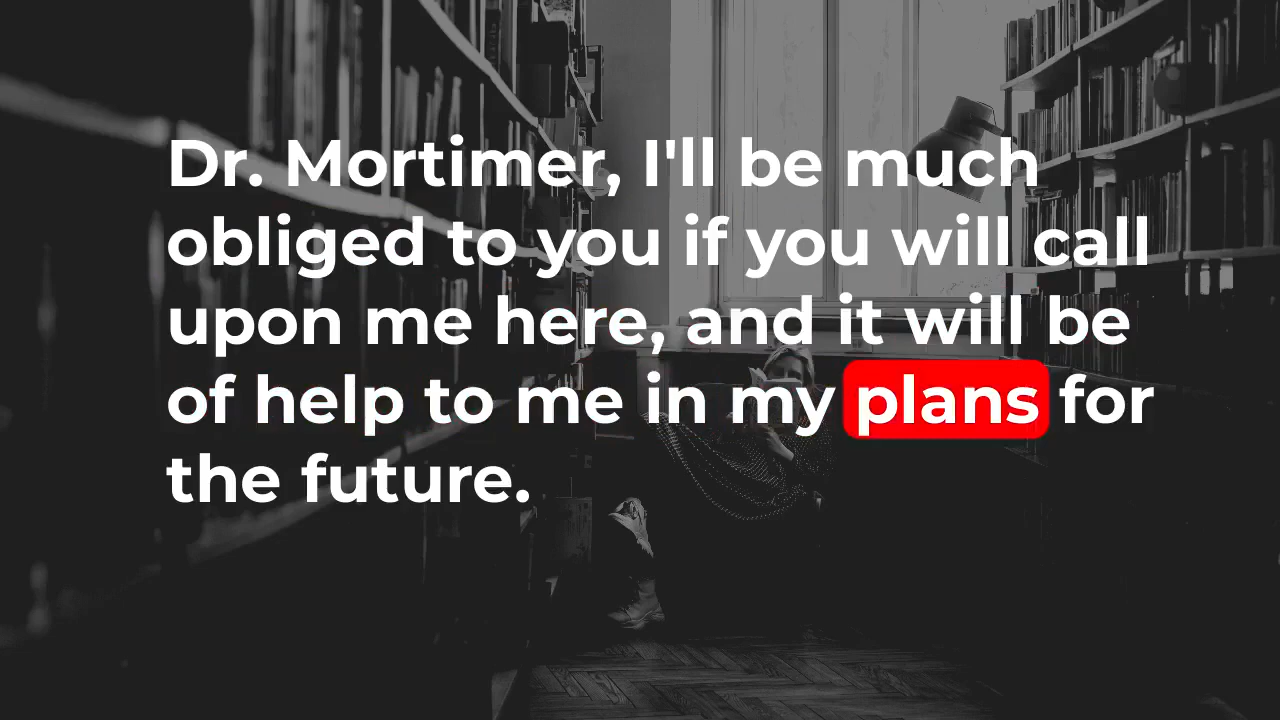 Dr. Mortimer, I'll be much
obliged to you if you will call
upon me here, and it will be
of help to me in my plans for
the future.